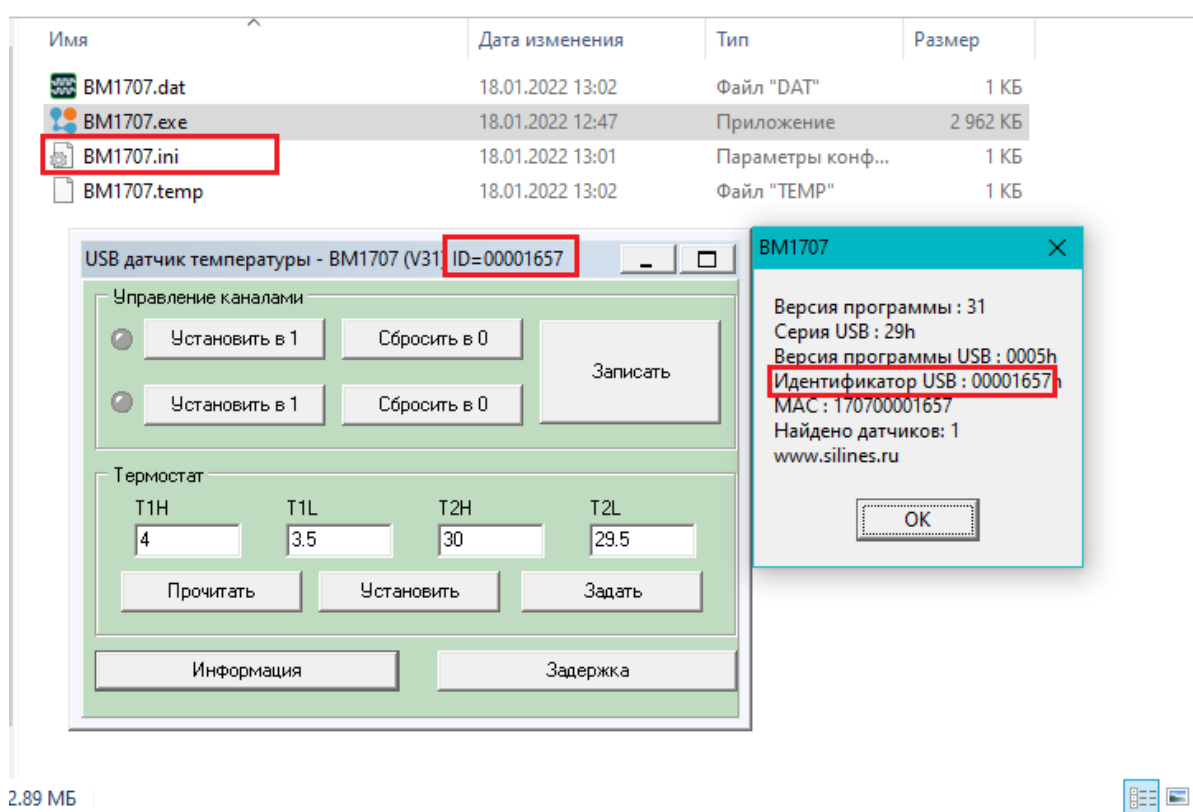 Имя Дата изменения Тип Размер
BM1707.dat 18.01.2022 13:02 Файл "DAT" 1 КБ
BM1707.exe 18.01.2022 12:47 Приложение 2 962 КБ
BM1707.ini 18.01.2022 13:01 Параметры конф... 1 КБ
BM1707.temp 18.01.2022 13:02 Файл "TEMP" 1 КБ
USB датчик температуры - BM1707 (V31) ID=00001657
Управление каналами
Установить в 1 Сбросить в 0
Записать
Установить в 1 Сбросить в 0
Термостат
T1H T1L T2H T2L
4 3.5 30 29.5
Прочитать Установить Задать
Информация Задержка
BM1707
Версия программы : 31
Серия USB : 29h
Версия программы USB : 0005h
Идентификатор USB : 00001657h
MAC : 170700001657
Найдено датчиков: 1
www.silines.ru
OK
2.89 МБ